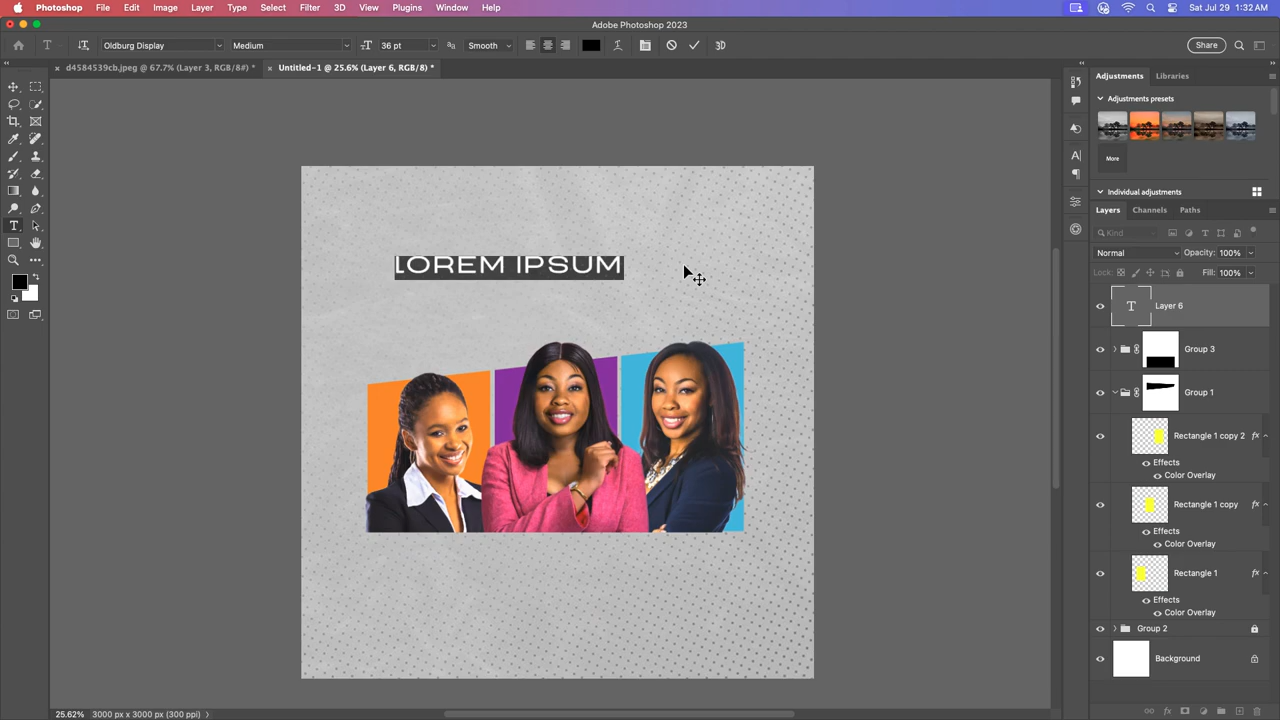 Photoshop File Edit Image Layer Type Select Filter 3D View Plugins Window Help Sat Jul 29 1:32 AM
Adobe Photoshop 2023
Oldburg Display Medium 36 pt Smooth 3D Share
d4584539cb.jpeg @ 67.7% (Layer 3, RGB/8#) * Untitled-1 @ 25.6% (Layer 6, RGB/8) *
Adjustments Libraries
Adjustments presets
More
Individual adjustments
Layers Channels Paths
Kind
Normal Opacity: 100%
Lock: Fill: 100%
LOREM IPSUM
T Layer 6
Group 3
Group 1
Rectangle 1 copy 2 fx
Effects
Color Overlay
Rectangle 1 copy fx
Effects
Color Overlay
Rectangle 1 fx
Effects
Color Overlay
Group 2
Background
25.62% 3000 px x 3000 px (300 ppi)